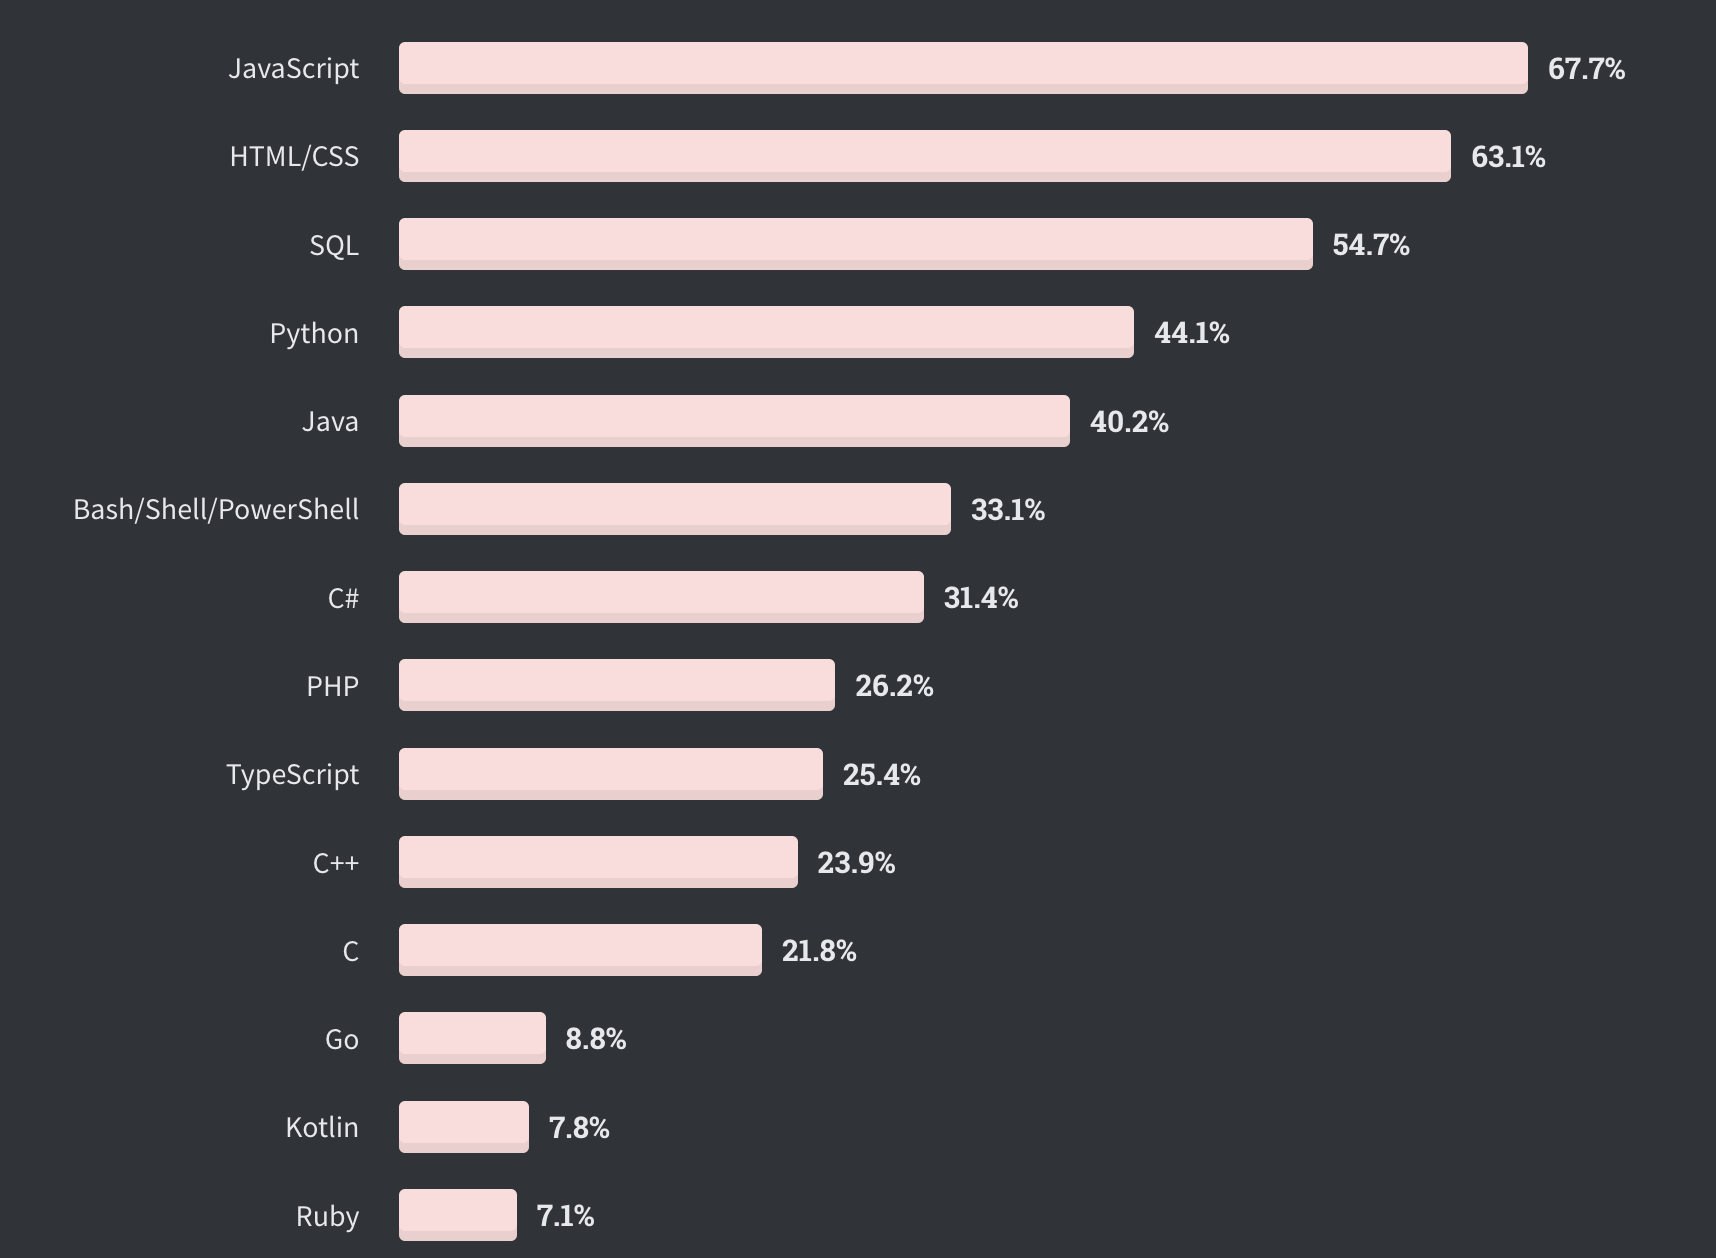 JavaScript 67.7%
HTML/CSS 63.1%
SQL 54.7%
Python 44.1%
Java 40.2%
Bash/Shell/PowerShell 33.1%
C# 31.4%
PHP 26.2%
TypeScript 25.4%
C++ 23.9%
C 21.8%
Go 8.8%
Kotlin 7.8%
Ruby 7.1%